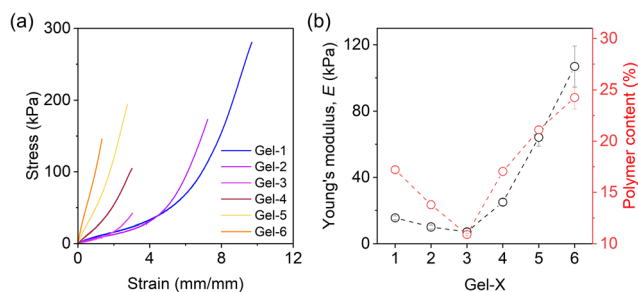 (a)
300
200
100
0
Stress (kPa)
Gel-1
Gel-2
Gel-3
Gel-4
Gel-5
Gel-6
0 4 8 12
Strain (mm/mm)
(b)
120
80
40
0
Young's modulus, E (kPa)
30
25
20
15
10
Polymer content (%)
1 2 3 4 5 6
Gel-X